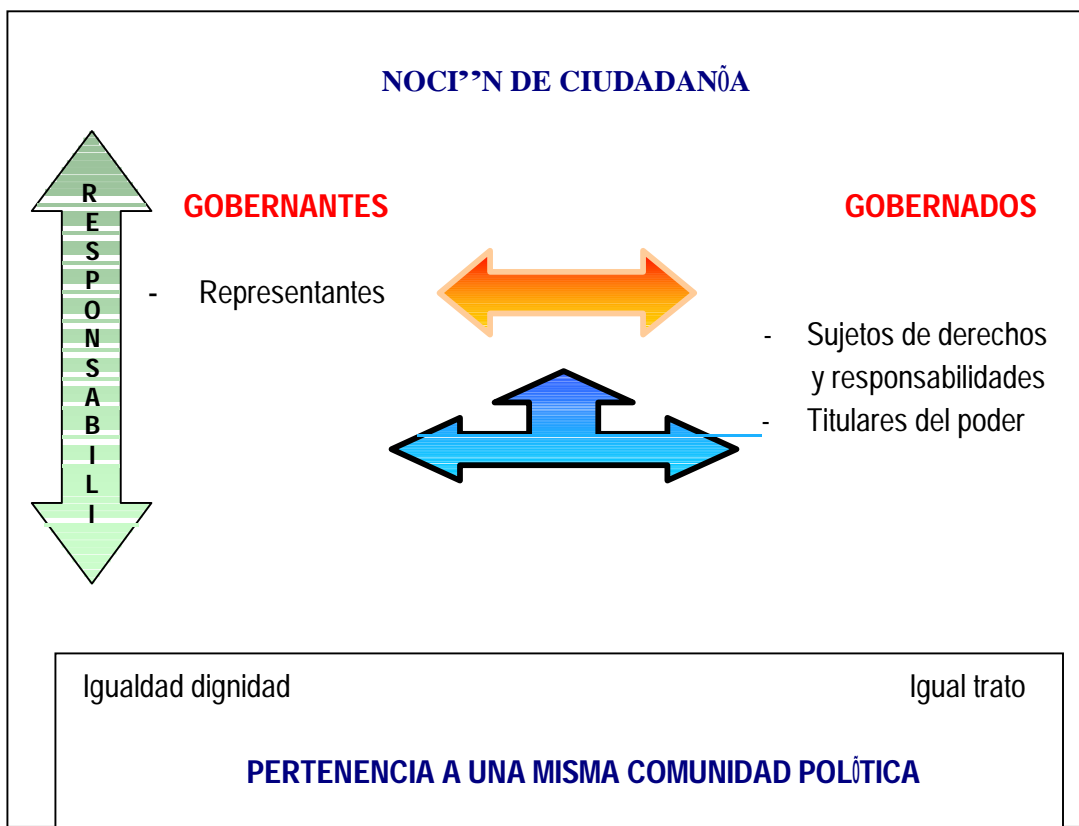 NOCI’’N DE CIUDADANÕA
RESPONSABILI
GOBERNANTES
GOBERNADOS
- Representantes
- Sujetos de derechos
y responsabilidades
- Titulares del poder
Igualdad dignidad
Igual trato
PERTENENCIA A UNA MISMA COMUNIDAD POLÕTICA